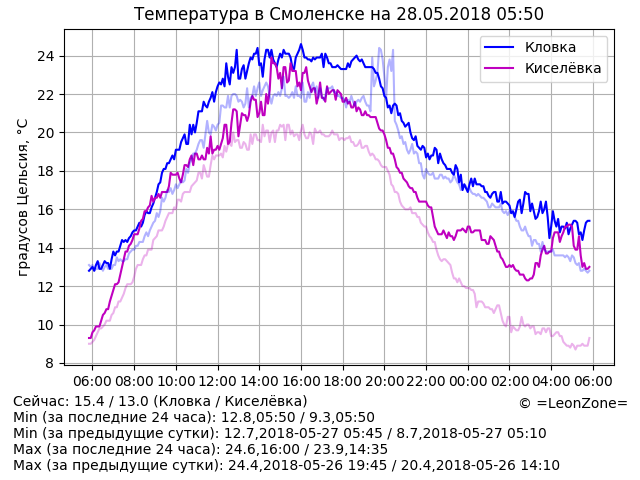 Температура в Смоленске на 28.05.2018 05:50
Кловка
Киселёвка
градусов Цельсия, °C
24
22
20
18
16
14
12
10
8
06:00 08:00 10:00 12:00 14:00 16:00 18:00 20:00 22:00 00:00 02:00 04:00 06:00
Сейчас: 15.4 / 13.0 (Кловка / Киселёвка)
© =LeonZone=
Min (за последние 24 часа): 12.8,05:50 / 9.3,05:50
Min (за предыдущие сутки): 12.7,2018-05-27 05:45 / 8.7,2018-05-27 05:10
Max (за последние 24 часа): 24.6,16:00 / 23.9,14:35
Max (за предыдущие сутки): 24.4,2018-05-26 19:45 / 20.4,2018-05-26 14:10